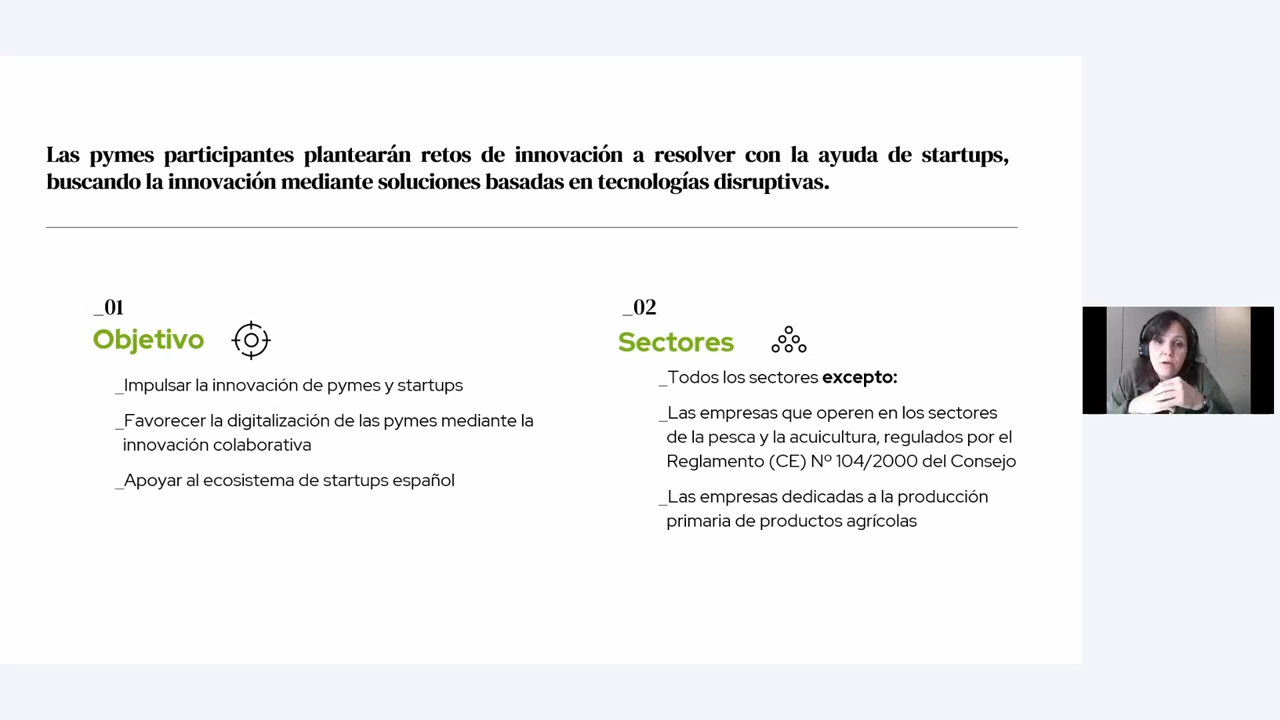 Las pymes participantes plantearán retos de innovación a resolver con la ayuda de startups,
buscando la innovación mediante soluciones basadas en tecnologías disruptivas.
_01
Objetivo
_Impulsar la innovación de pymes y startups
_Favorecer la digitalización de las pymes mediante la
innovación colaborativa
_Apoyar al ecosistema de startups español
_02
Sectores
_Todos los sectores excepto:
_Las empresas que operen en los sectores
de la pesca y la acuicultura, regulados por el
Reglamento (CE) Nº 104/2000 del Consejo
_Las empresas dedicadas a la producción
primaria de productos agrícolas